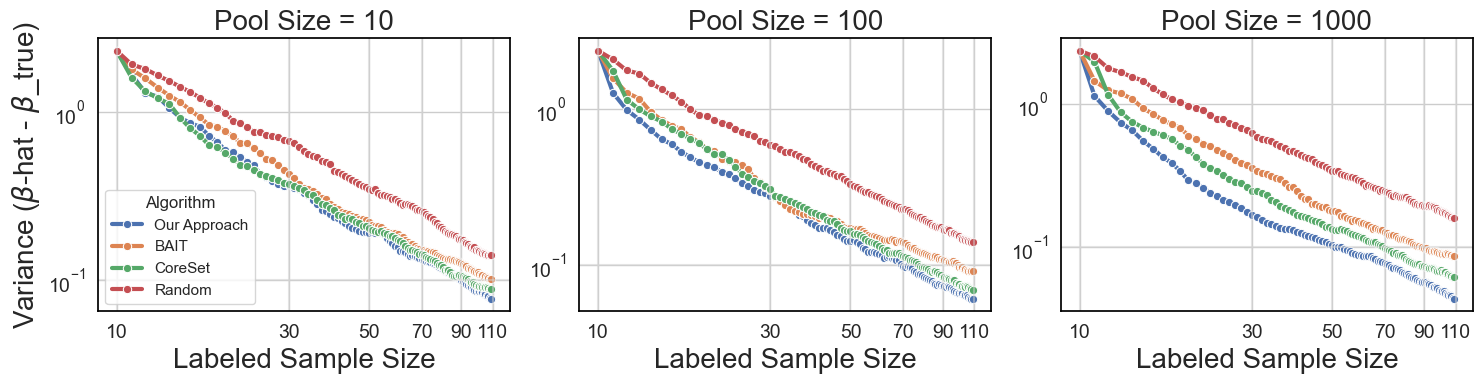 Pool Size = 10
Pool Size = 100
Pool Size = 1000
Variance (β-hat - β_true)
10⁰
10⁻¹
Algorithm
Our Approach
BAIT
CoreSet
Random
10 30 50 70 90 110
Labeled Sample Size
10⁰
10⁻¹
10 30 50 70 90 110
Labeled Sample Size
10⁰
10⁻¹
10 30 50 70 90 110
Labeled Sample Size